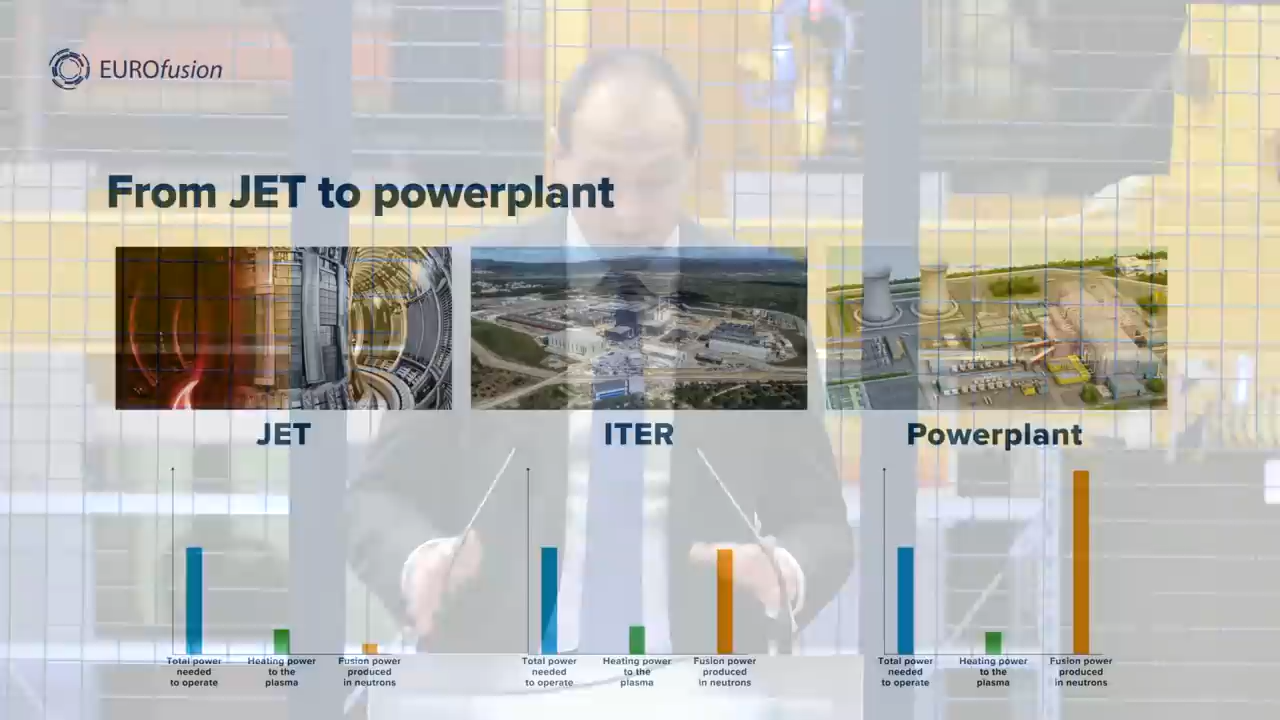 EUROfusion
From JET to powerplant
JET
ITER
Powerplant
Total power
needed
to operate
Heating power
to the
plasma
Fusion power
produced
in neutrons
Total power
needed
to operate
Heating power
to the
plasma
Fusion power
produced
in neutrons
Total power
needed
to operate
Heating power
to the
plasma
Fusion power
produced
in neutrons